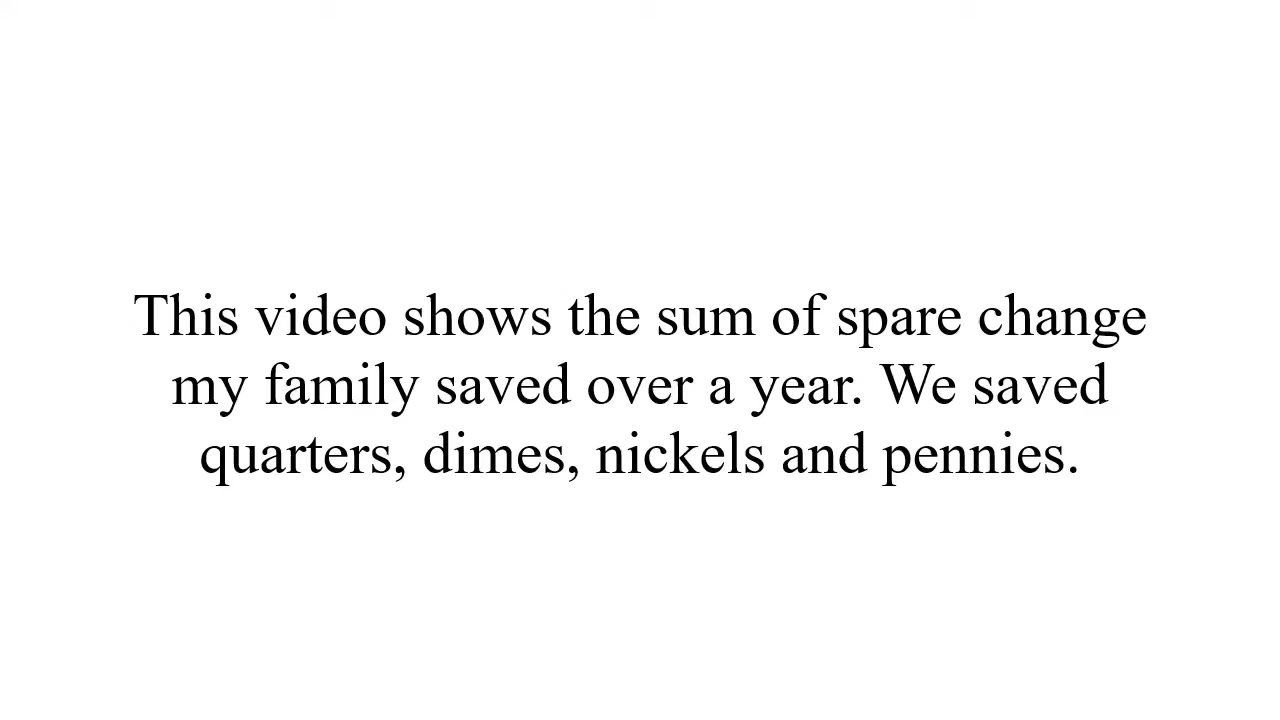 This video shows the sum of spare change
my family saved over a year. We saved
quarters, dimes, nickels and pennies.